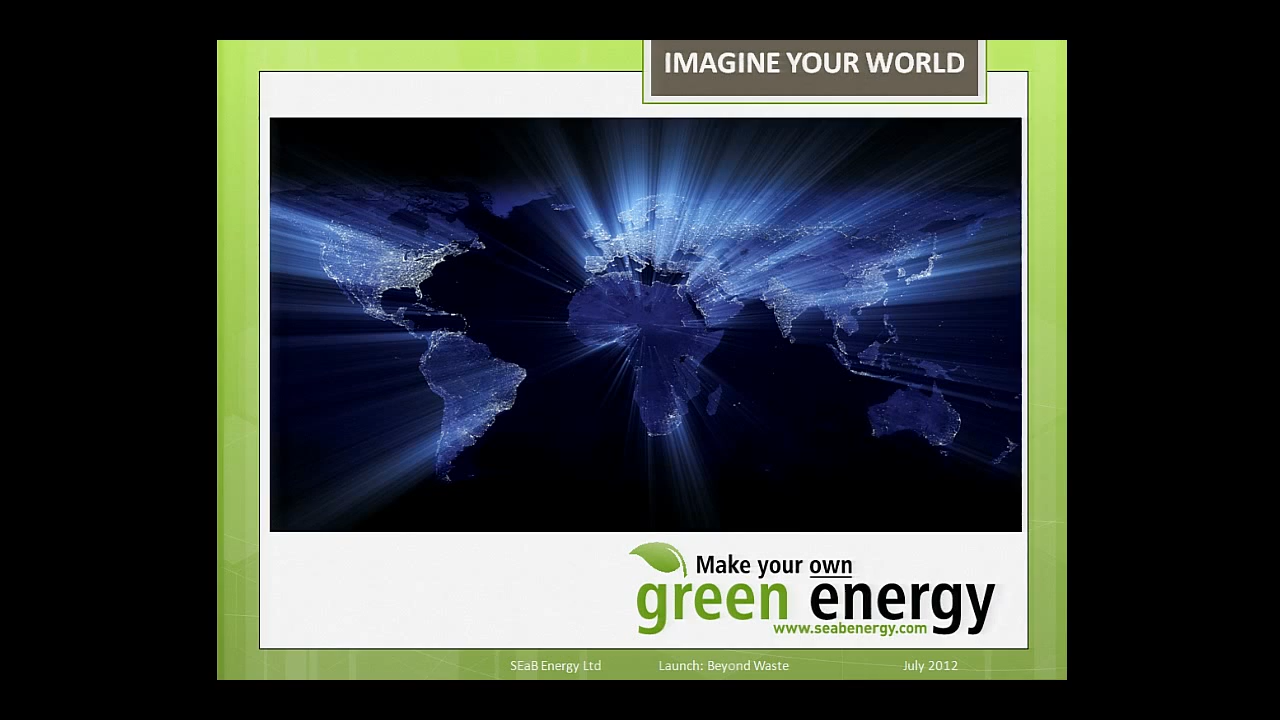 IMAGINE YOUR WORLD
Make your own
green energy
www.seabenergy.com
SEaB Energy Ltd Launch: Beyond Waste July 2012